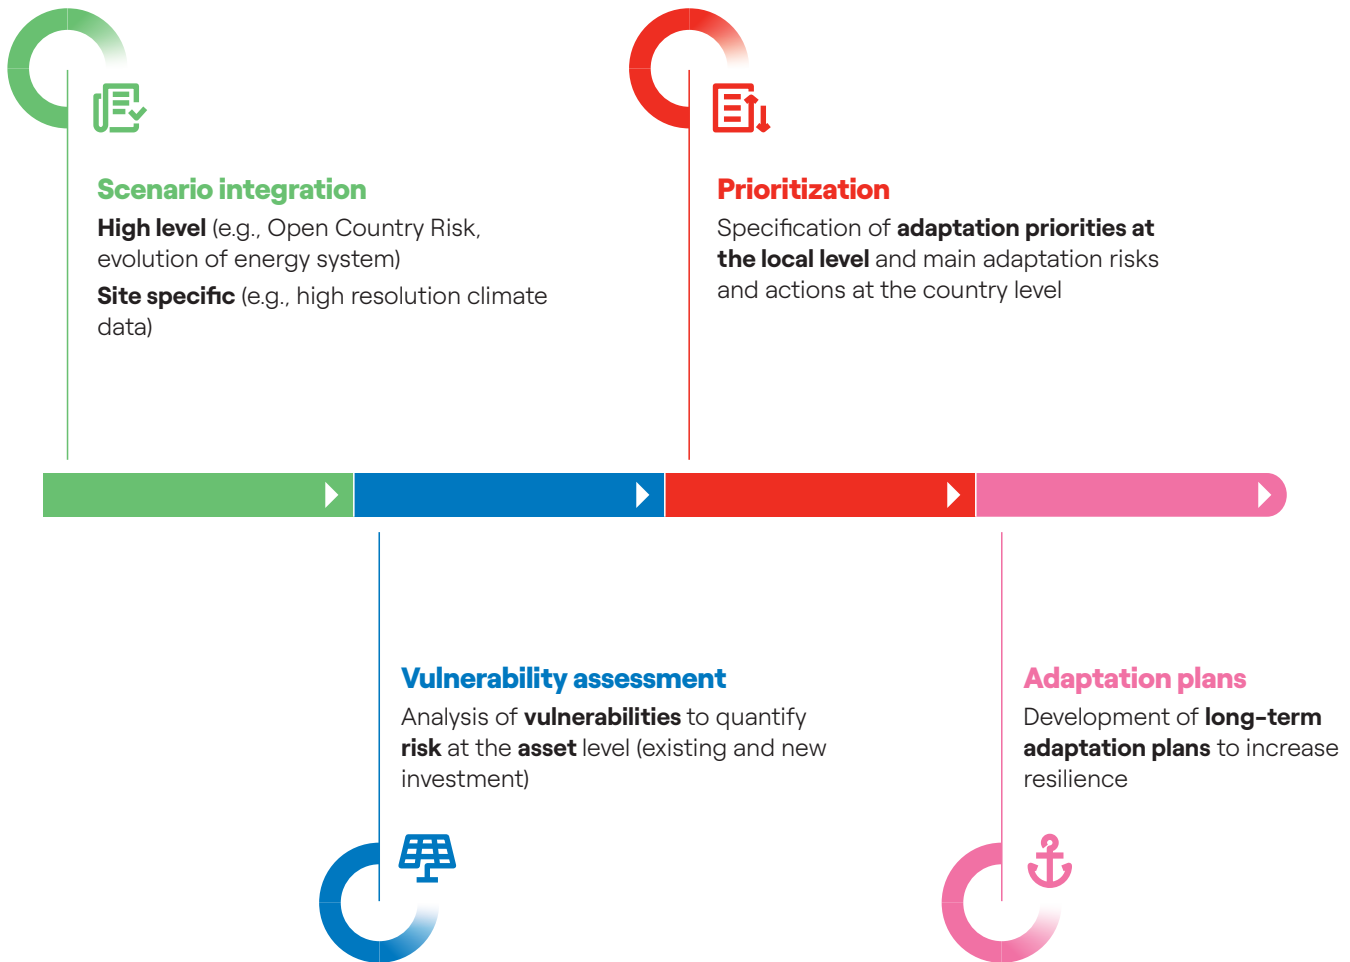 Scenario integration
High level (e.g., Open Country Risk,
evolution of energy system)
Site specific (e.g., high resolution climate
data)
Prioritization
Specification of adaptation priorities at
the local level and main adaptation risks
and actions at the country level
Vulnerability assessment
Analysis of vulnerabilities to quantify
risk at the asset level (existing and new
investment)
Adaptation plans
Development of long-term
adaptation plans to increase
resilience